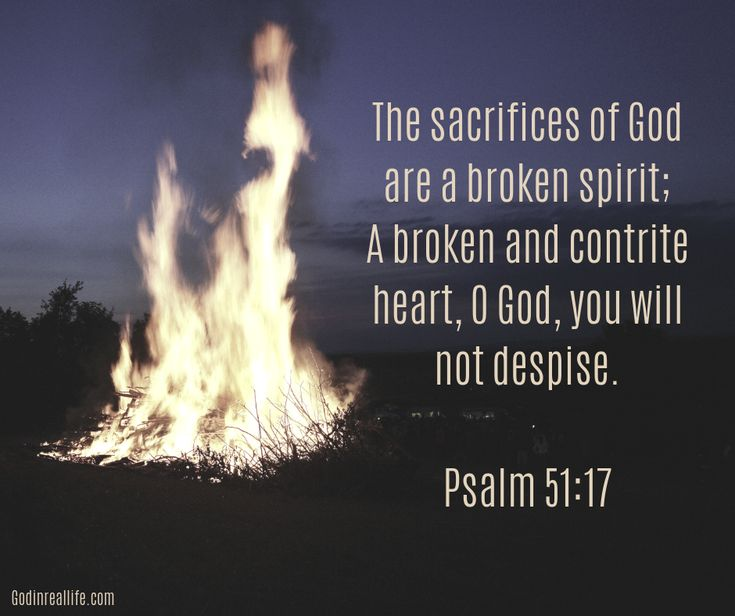 The sacrifices of God
are a broken spirit;
A broken and contrite
heart, O God, you will
not despise.
Psalm 51:17
Godinreallife.com